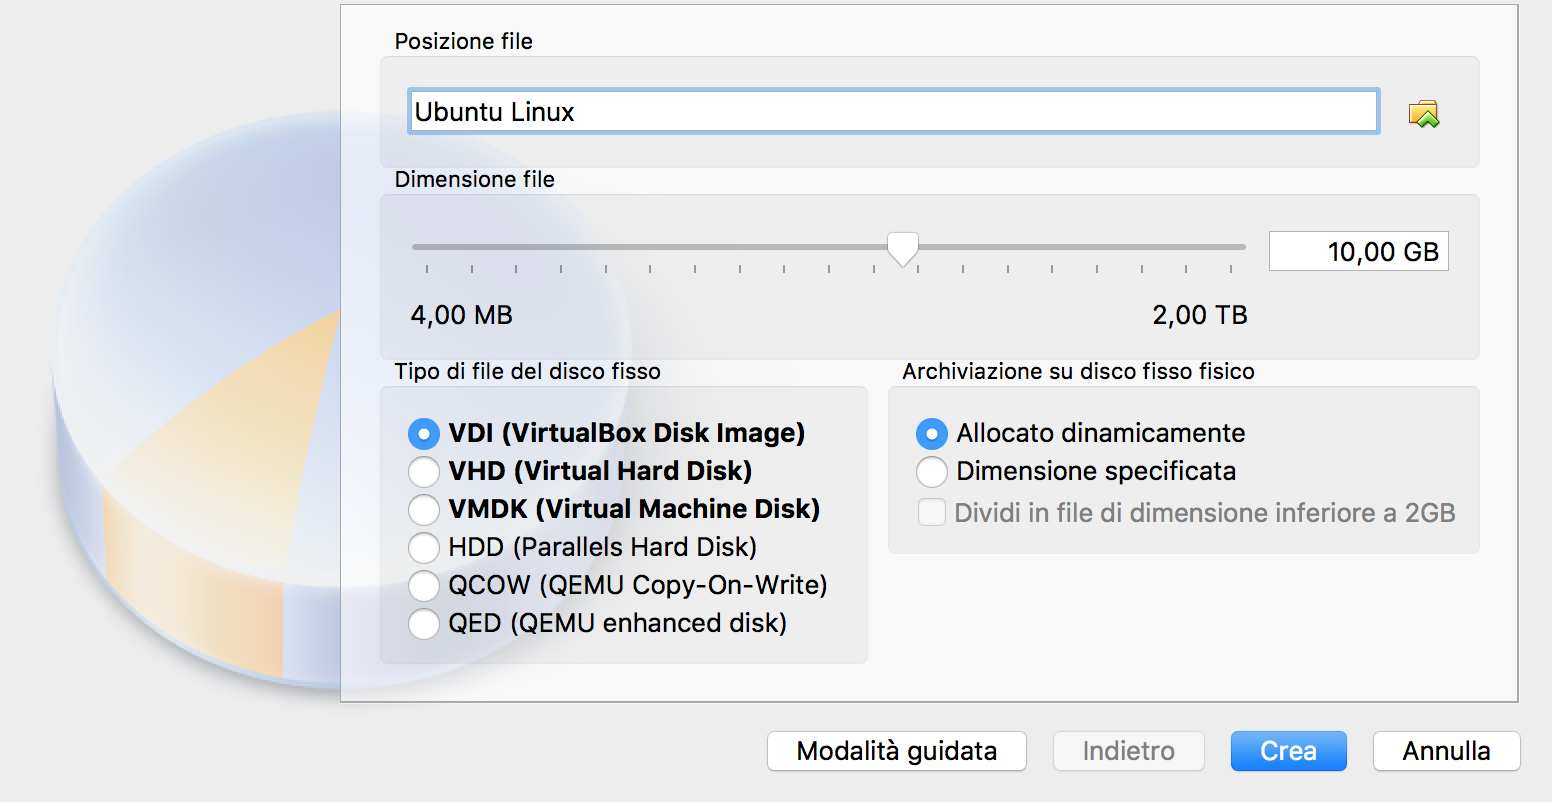 Posizione file
Ubuntu Linux
Dimensione file
10,00 GB
4,00 MB
2,00 TB
Tipo di file del disco fisso
VDI (VirtualBox Disk Image)
VHD (Virtual Hard Disk)
VMDK (Virtual Machine Disk)
HDD (Parallels Hard Disk)
QCOW (QEMU Copy-On-Write)
QED (QEMU enhanced disk)
Archiviazione su disco fisso fisico
Allocato dinamicamente
Dimensione specificata
Dividi in file di dimensione inferiore a 2GB
Modalità guidata
Indietro
Crea
Annulla